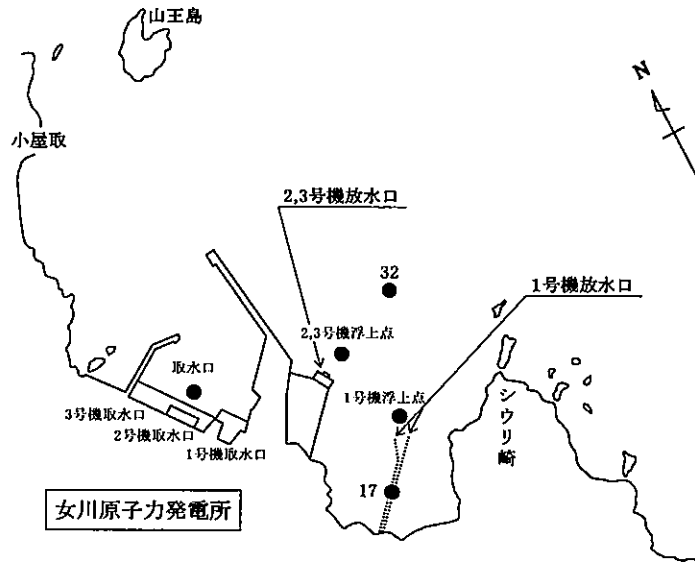 山王島
N
小屋取
2,3号機放水口
32
1号機放水口
2,3号機浮上点
取水口
1号機浮上点
3号機取水口
2号機取水口
1号機取水口
シウリ崎
17
女川原子力発電所